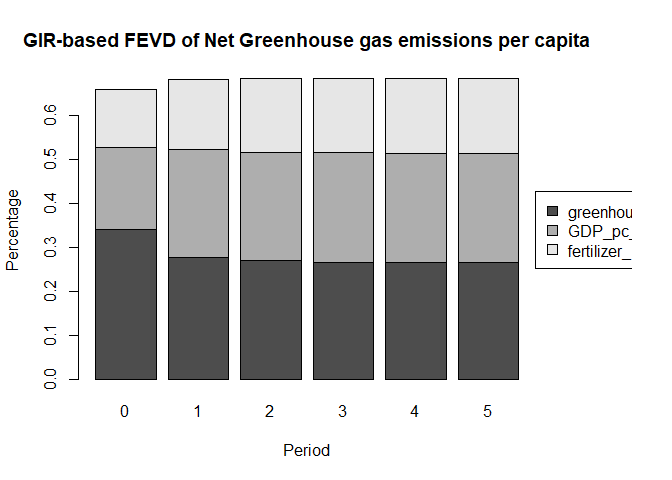 GIR-based FEVD of Net Greenhouse gas emissions per capita
Percentage
0.6
0.5
0.4
0.3
0.2
0.1
0.0
0 1 2 3 4 5
Period
greenhou
GDP_pc_
fertilizer_